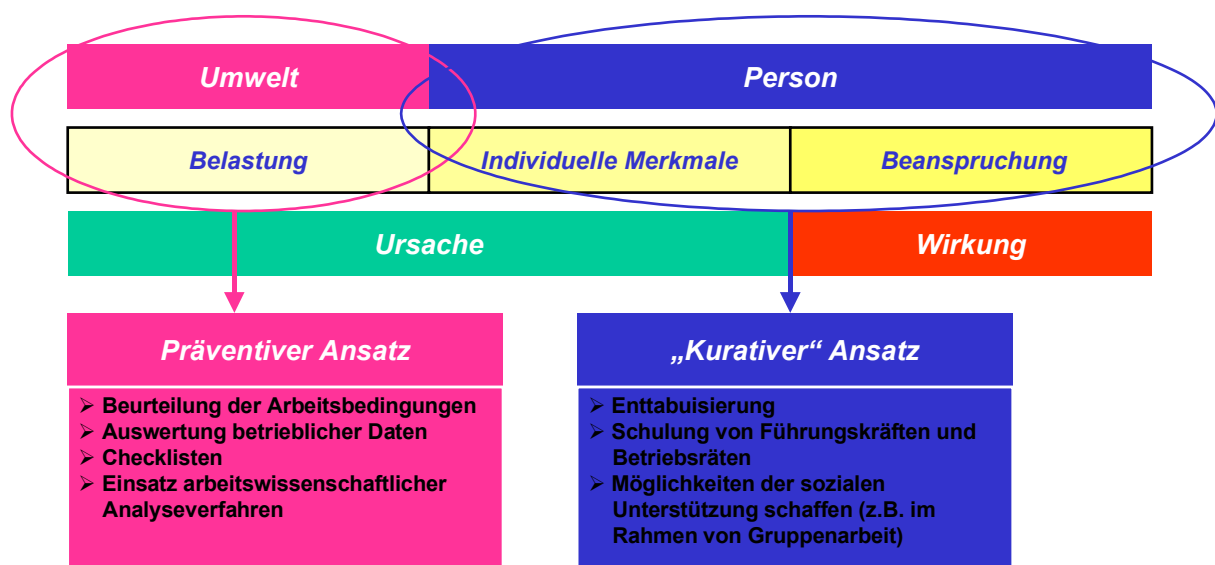 Umwelt
Person
Belastung
Individuelle Merkmale
Beanspruchung
Ursache
Wirkung
Präventiver Ansatz
➢ Beurteilung der Arbeitsbedingungen
➢ Auswertung betrieblicher Daten
➢ Checklisten
➢ Einsatz arbeitswissenschaftlicher
Analyseverfahren
„Kurativer“ Ansatz
➢ Enttabuisierung
➢ Schulung von Führungskräften und
Betriebsräten
➢ Möglichkeiten der sozialen
Unterstützung schaffen (z.B. im
Rahmen von Gruppenarbeit)